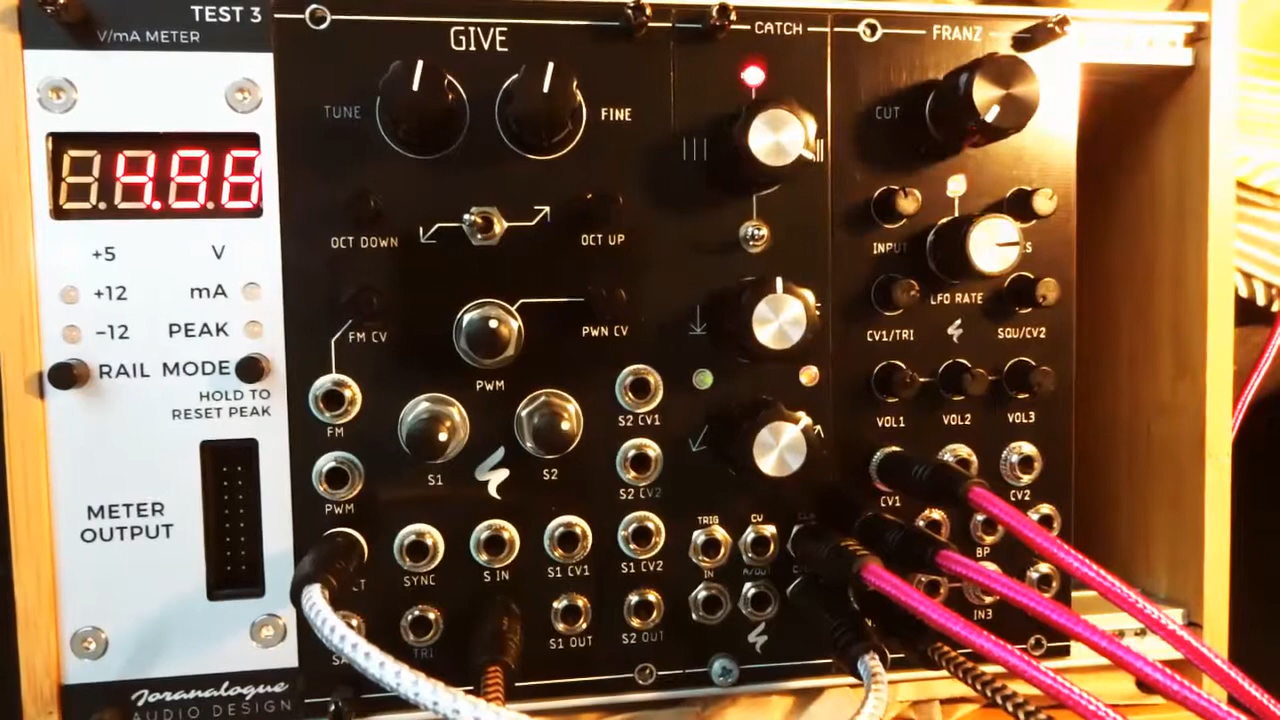 TEST 3
V/mA METER
4.98
+5 V
+12 mA
-12 PEAK
RAIL MODE
HOLD TO
RESET PEAK
METER
OUTPUT
Joranalogue
AUDIO DESIGN
GIVE
TUNE
FINE
OCT DOWN
OCT UP
FM CV
PWN CV
PWM
FM
S1
S2
S2 CV1
S2 CV2
PWM
SYNC
S IN
S1 CV1
S1 CV2
TRI
S1 OUT
S2 OUT
CATCH
TRIG
CV
IN
FRANZ
CUT
INPUT
LFO RATE
CV1/TRI
SQU/CV2
VOL1
VOL2
VOL3
CV1
CV2
BP
IN3